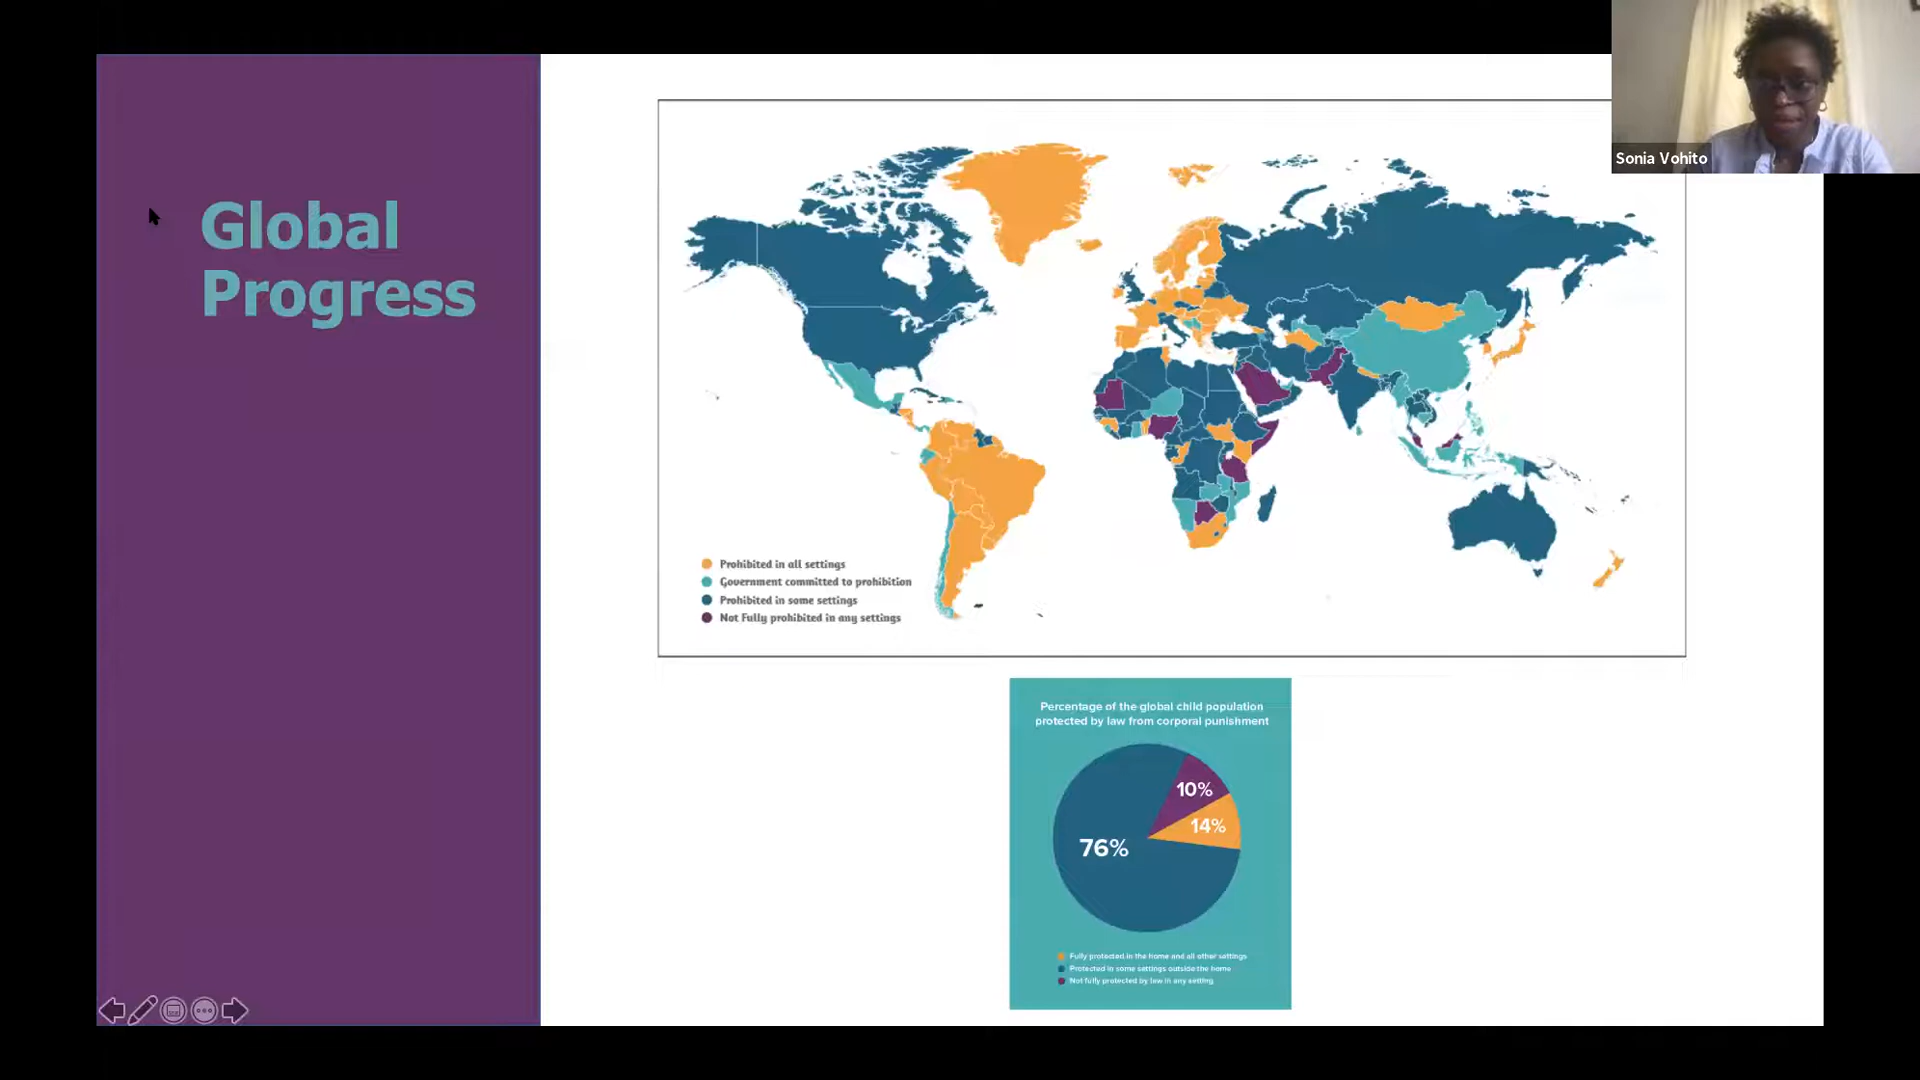 Global
Progress
Sonia Vohito
Prohibited in all settings
Government committed to prohibition
Prohibited in some settings
Not Fully prohibited in any settings
Percentage of the global child population
protected by law from corporal punishment
10%
14%
76%
Fully protected in the home and all other settings
Protected in some settings outside the home
Not fully protected by law in any setting